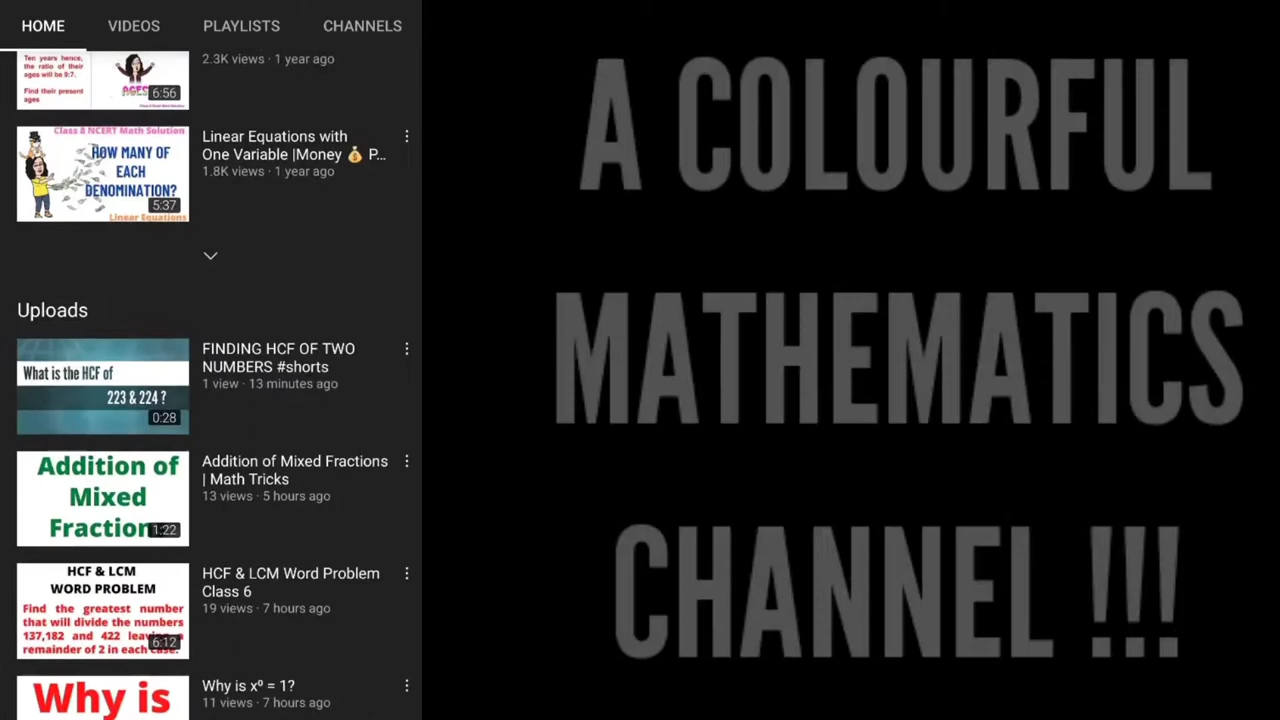 HOME VIDEOS PLAYLISTS CHANNELS
Ten years hence,
the ratio of their
ages will be 9:7.
Find their present
ages
AGES
6:56
2.3K views · 1 year ago
Class 8 NCERT Math Solution
HOW MANY OF
EACH
DENOMINATION?
5:37
Linear Equations
Linear Equations with
One Variable |Money 💰 P...
1.8K views · 1 year ago
Uploads
What is the HCF of
223 & 224 ?
0:28
FINDING HCF OF TWO
NUMBERS #shorts
1 view · 13 minutes ago
Addition of
Mixed
Fraction
1:22
Addition of Mixed Fractions
| Math Tricks
13 views · 5 hours ago
HCF & LCM
WORD PROBLEM
Find the greatest number
that will divide the numbers
137,182 and 422 leaving a
remainder of 2 in each case.
6:12
HCF & LCM Word Problem
Class 6
19 views · 7 hours ago
Why is
Why is x⁰ = 1?
11 views · 7 hours ago
A COLOURFUL
MATHEMATICS
CHANNEL !!!